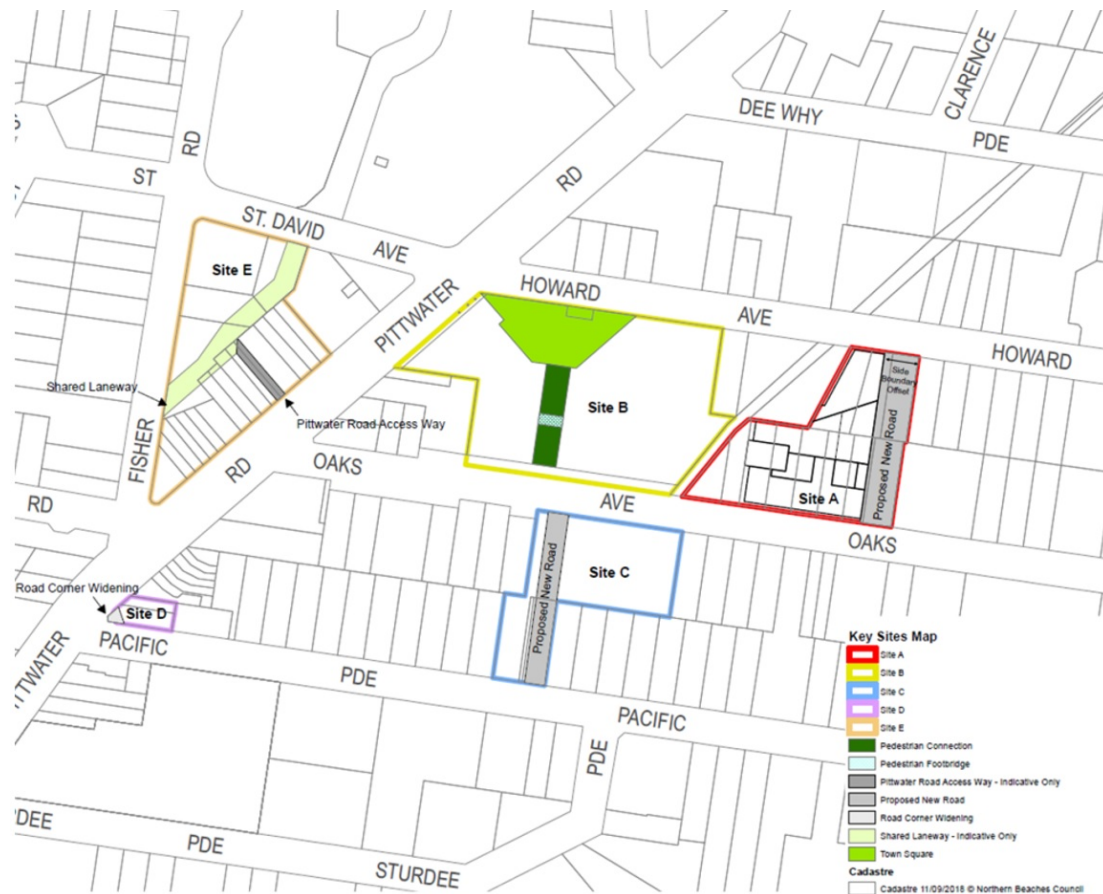 CLARENCE
DEE WHY
PDE
RD
ST
RD
ST. DAVID
AVE
Site E
HOWARD
AVE
HOWARD
PITTWATER
Side
Boundary
Offset
Shared Laneway
Site B
Pittwater Road Access Way
Proposed New Road
FISHER
RD
OAKS
AVE
Site A
OAKS
RD
Proposed New Road
Site C
Road Corner Widening
Site D
PACIFIC
PDE
PACIFIC
PDE
PDE
STURDEE
Key Sites Map
Site A
Site B
Site C
Site D
Site E
Pedestrian Connection
Pedestrian Footbridge
Pittwater Road Access Way - Indicative Only
Proposed New Road
Road Corner Widening
Shared Laneway - Indicative Only
Town Square
Cadastre
Cadastre 11/09/2018 © Northern Beaches Council